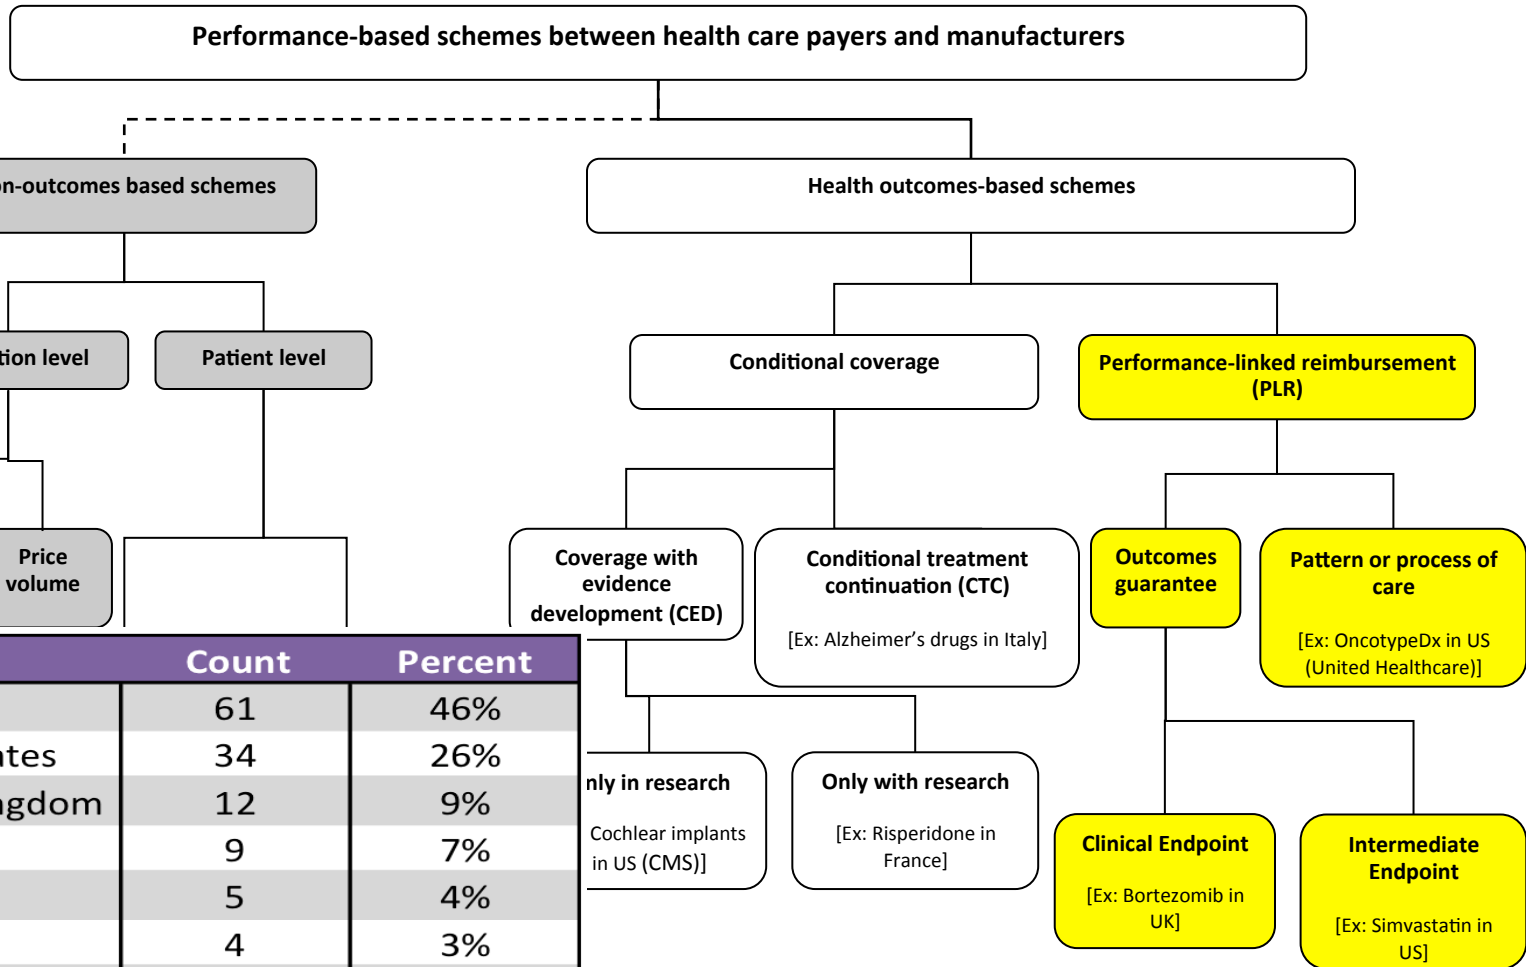 Performance-based schemes between health care payers and manufacturers
on-outcomes based schemes
Health outcomes-based schemes
tion level
Patient level
Conditional coverage
Performance-linked reimbursement
(PLR)
Price
volume
Coverage with
evidence
development (CED)
Conditional treatment
continuation (CTC)
[Ex: Alzheimer's drugs in Italy]
Outcomes
guarantee
Pattern or process of
care
[Ex: OncotypeDx in US
(United Healthcare)]
nly in research
Cochlear implants
in US (CMS)]
Only with research
[Ex: Risperidone in
France]
Clinical Endpoint
[Ex: Bortezomib in
UK]
Intermediate
Endpoint
[Ex: Simvastatin in
US]
Count Percent
61 46%
ates 34 26%
ngdom 12 9%
9 7%
5 4%
4 3%